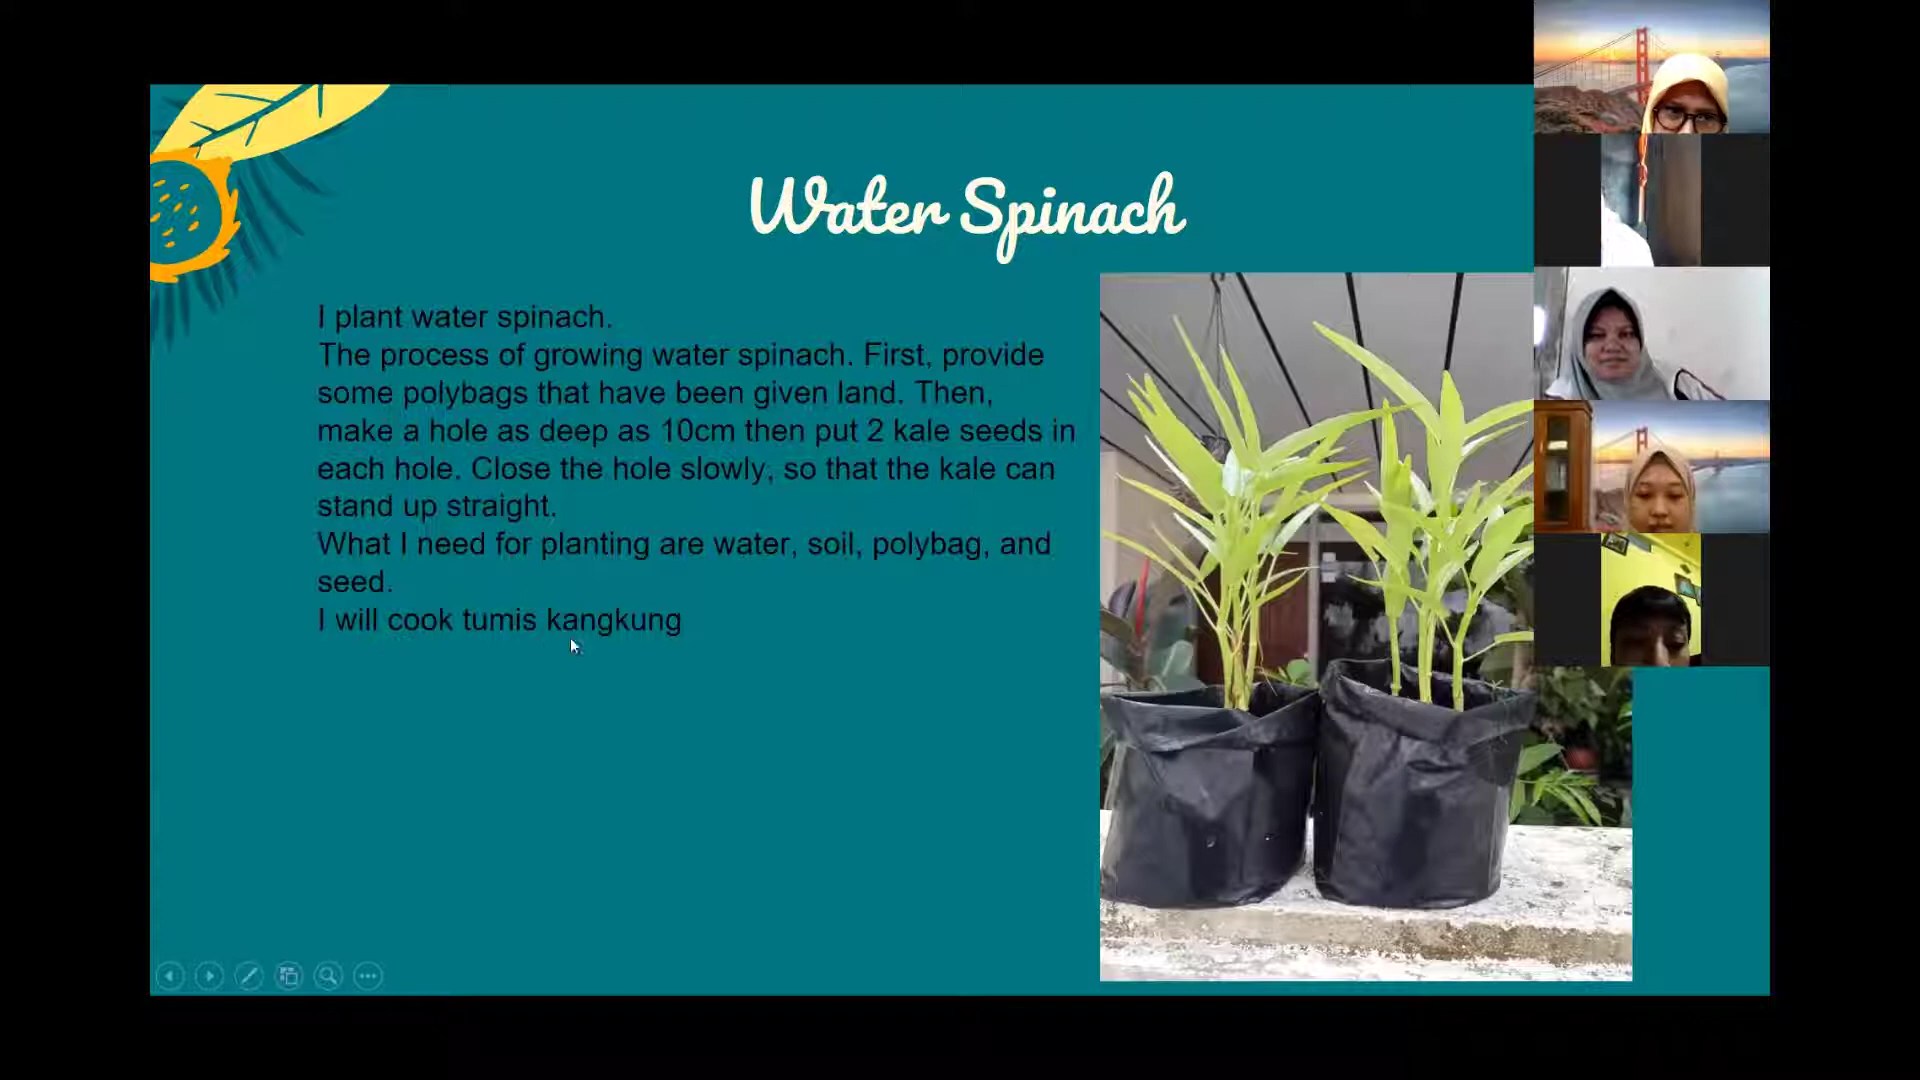 Water Spinach
I plant water spinach.
The process of growing water spinach. First, provide
some polybags that have been given land. Then,
make a hole as deep as 10cm then put 2 kale seeds in
each hole. Close the hole slowly, so that the kale can
stand up straight.
What I need for planting are water, soil, polybag, and
seed.
I will cook tumis kangkung